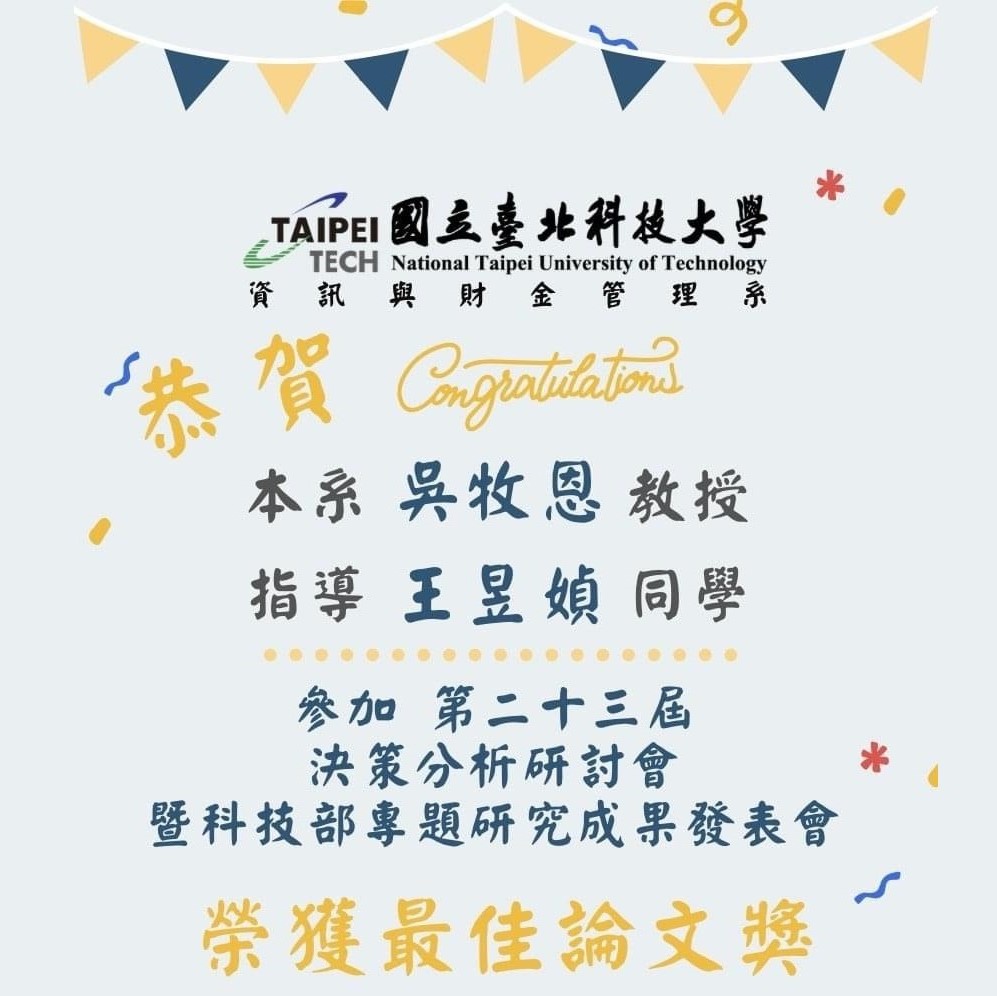 TAIPEI TECH 國立臺北科技大學
National Taipei University of Technology
資訊與財金管理系
恭賀 Congratulations
本系 吳牧恩 教授
指導 王昱媜 同學
參加 第二十三屆
決策分析研討會
暨科技部專題研究成果發表會
榮獲最佳論文獎